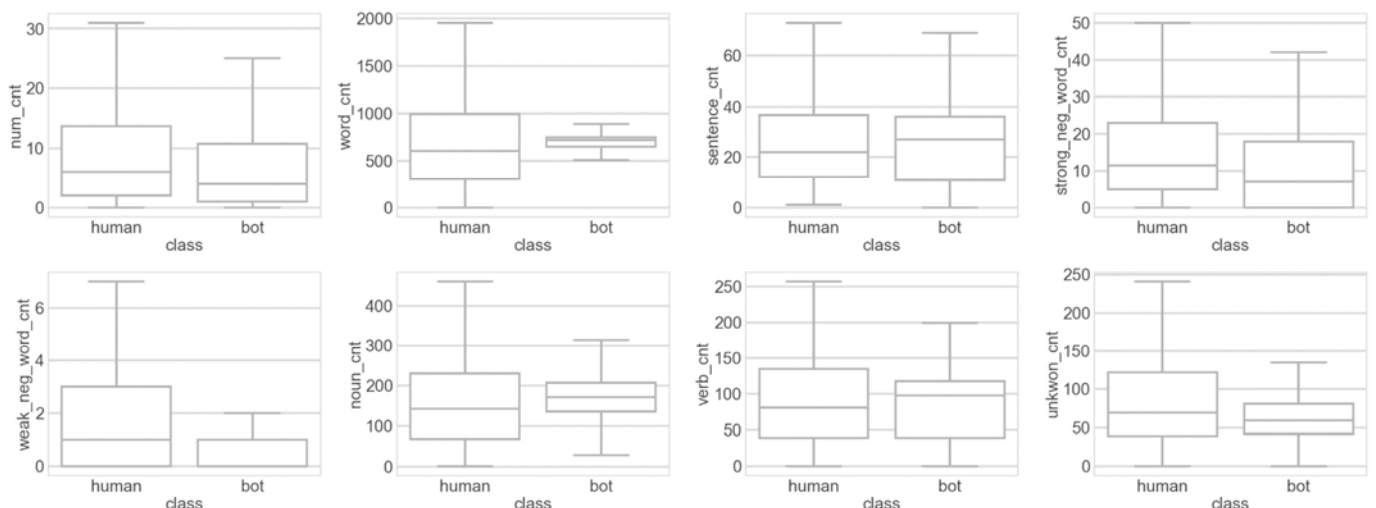 num_cnt
30
20
10
0
human bot
class
word_cnt
2000
1500
1000
500
0
human bot
class
sentence_cnt
60
40
20
0
human bot
class
strong_neg_word_cnt
50
40
30
20
10
0
human bot
class
weak_neg_word_cnt
6
4
2
0
human bot
class
noun_cnt
400
300
200
100
0
human bot
class
verb_cnt
250
200
150
100
50
0
human bot
class
unkwon_cnt
250
200
150
100
50
0
human bot
class